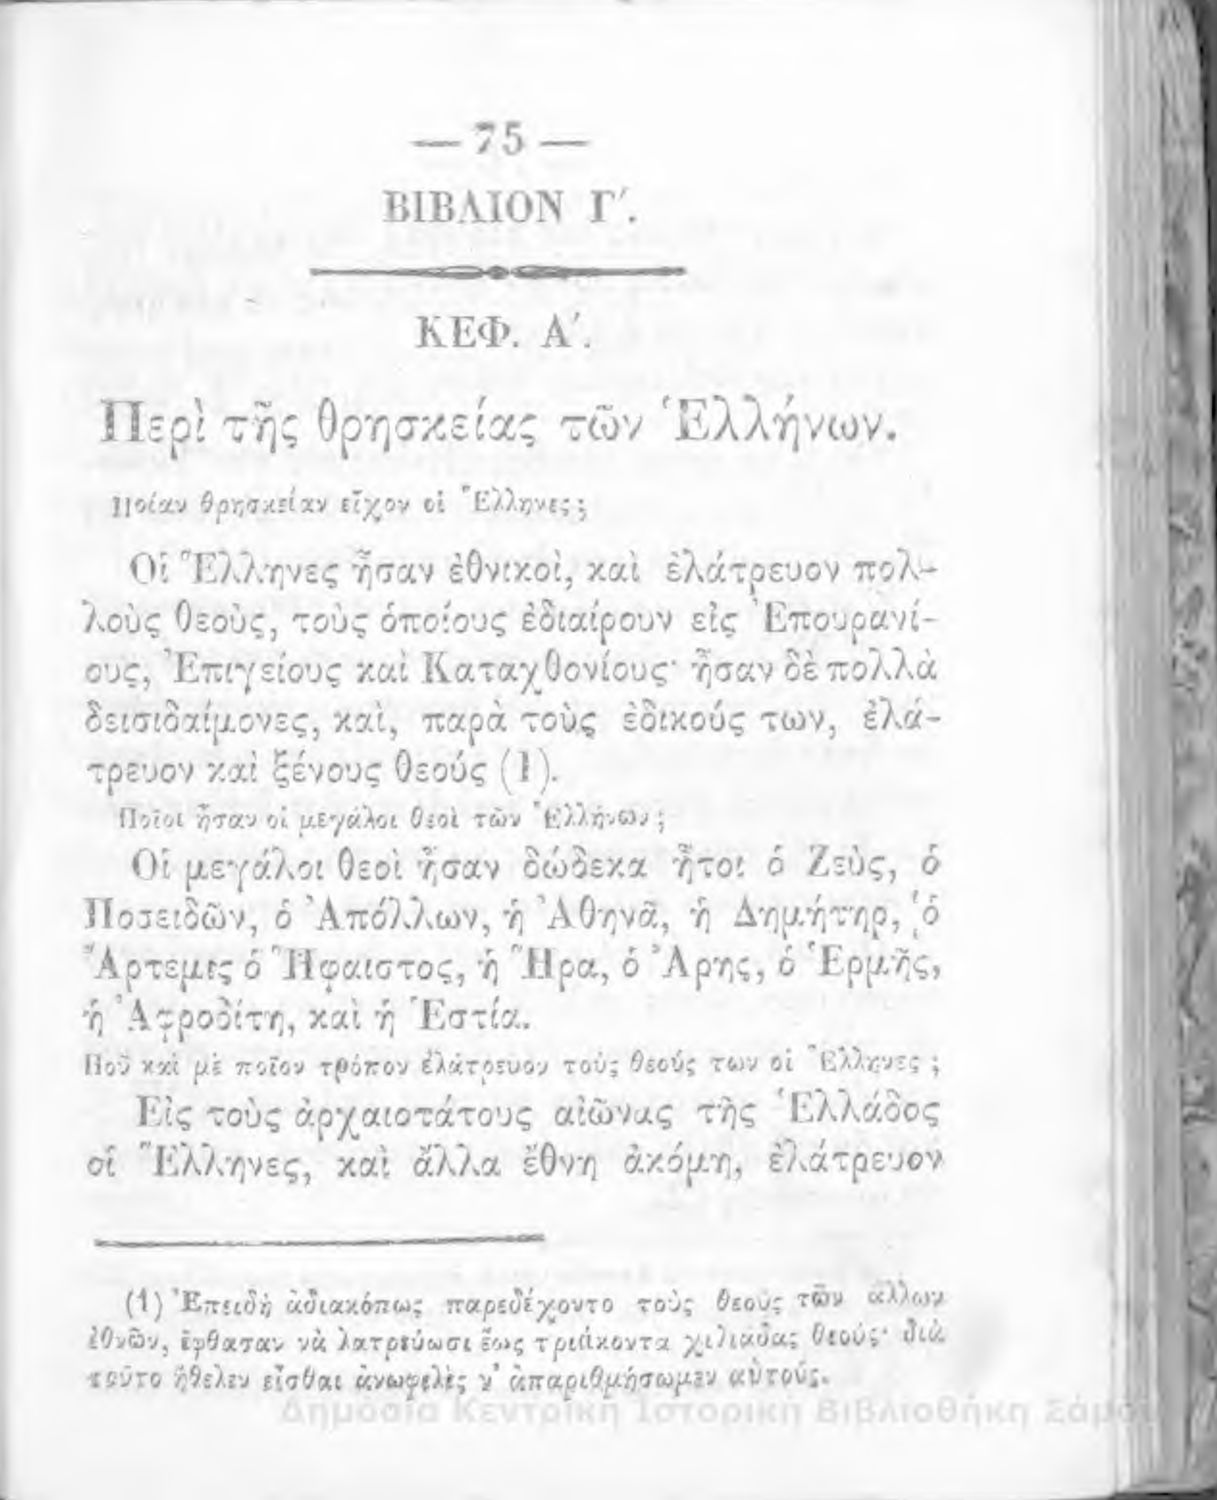 — 75 —
ΒΙΒΛΙΟΝ Γ΄.
ΚΕΦ. Α΄.
Περὶ τῆς θρησκείας τῶν Ἑλλήνων.
Ποίαν θρησκείαν εἶχον οἱ Ἕλληνες;
Οἱ Ἕλληνες ἦσαν ἐθνικοὶ, καὶ ἐλάτρευον πολ-
λοὺς θεοὺς, τοὺς ὁποίους ἐδιαίρουν εἰς Ἐπουρανί-
ους, Ἐπιγείους καὶ Καταχθονίους· ἦσαν δὲ πολλὰ
δεισιδαίμονες, καὶ, παρὰ τοὺς ἐδικούς των, ἐλά-
τρευον καὶ ξένους θεούς (1).
Ποῖοι ἦσαν οἱ μεγάλοι θεοὶ τῶν Ἑλλήνων;
Οἱ μεγάλοι θεοὶ ἦσαν δώδεκα ἦτοι ὁ Ζεὺς, ὁ
Ποσειδῶν, ὁ Ἀπόλλων, ἡ Ἀθηνᾶ, ἡ Δημήτηρ, ὁ
Ἄρτεμις ὁ Ἥφαιστος, ἡ Ἥρα, ὁ Ἄρης, ὁ Ἑρμῆς,
ἡ Ἀφροδίτη, καὶ ἡ Ἑστία.
Ποῦ καὶ μὲ ποῖον τρόπον ἐλάτρευον τοὺς θεούς των οἱ Ἕλληνες;
Εἰς τοὺς ἀρχαιοτάτους αἰῶνας τῆς Ἑλλάδος
οἱ Ἕλληνες, καὶ ἄλλα ἔθνη ἀκόμη, ἐλάτρευον
(1) Ἐπειδὴ ἀδιακόπως παρεδέχοντο τοὺς θεοὺς τῶν ἄλλων
ἐθνῶν, ἔφθασαν νὰ λατρεύωσι ἕως τριάκοντα χιλιάδας θεούς· διὰ
τοῦτο ἤθελεν εἶσθαι ἀνωφελὲς ν' ἀπαριθμήσωμεν αὐτούς.
Δημόσια Κεντρική Ιστορική Βιβλιοθήκη Σάμου